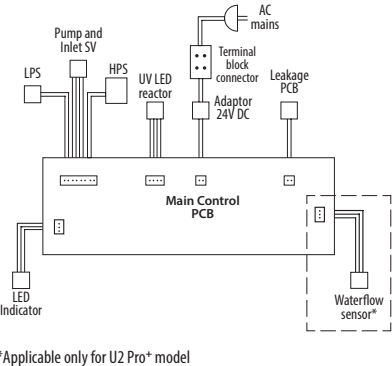 AC
mains
Pump and
Inlet SV
Terminal
block
connector
LPS
HPS
UV LED
reactor
Leakage
PCB
Adaptor
24V DC
Main Control
PCB
LED
Indicator
Waterflow
sensor*
*Applicable only for U2 Pro⁺ model